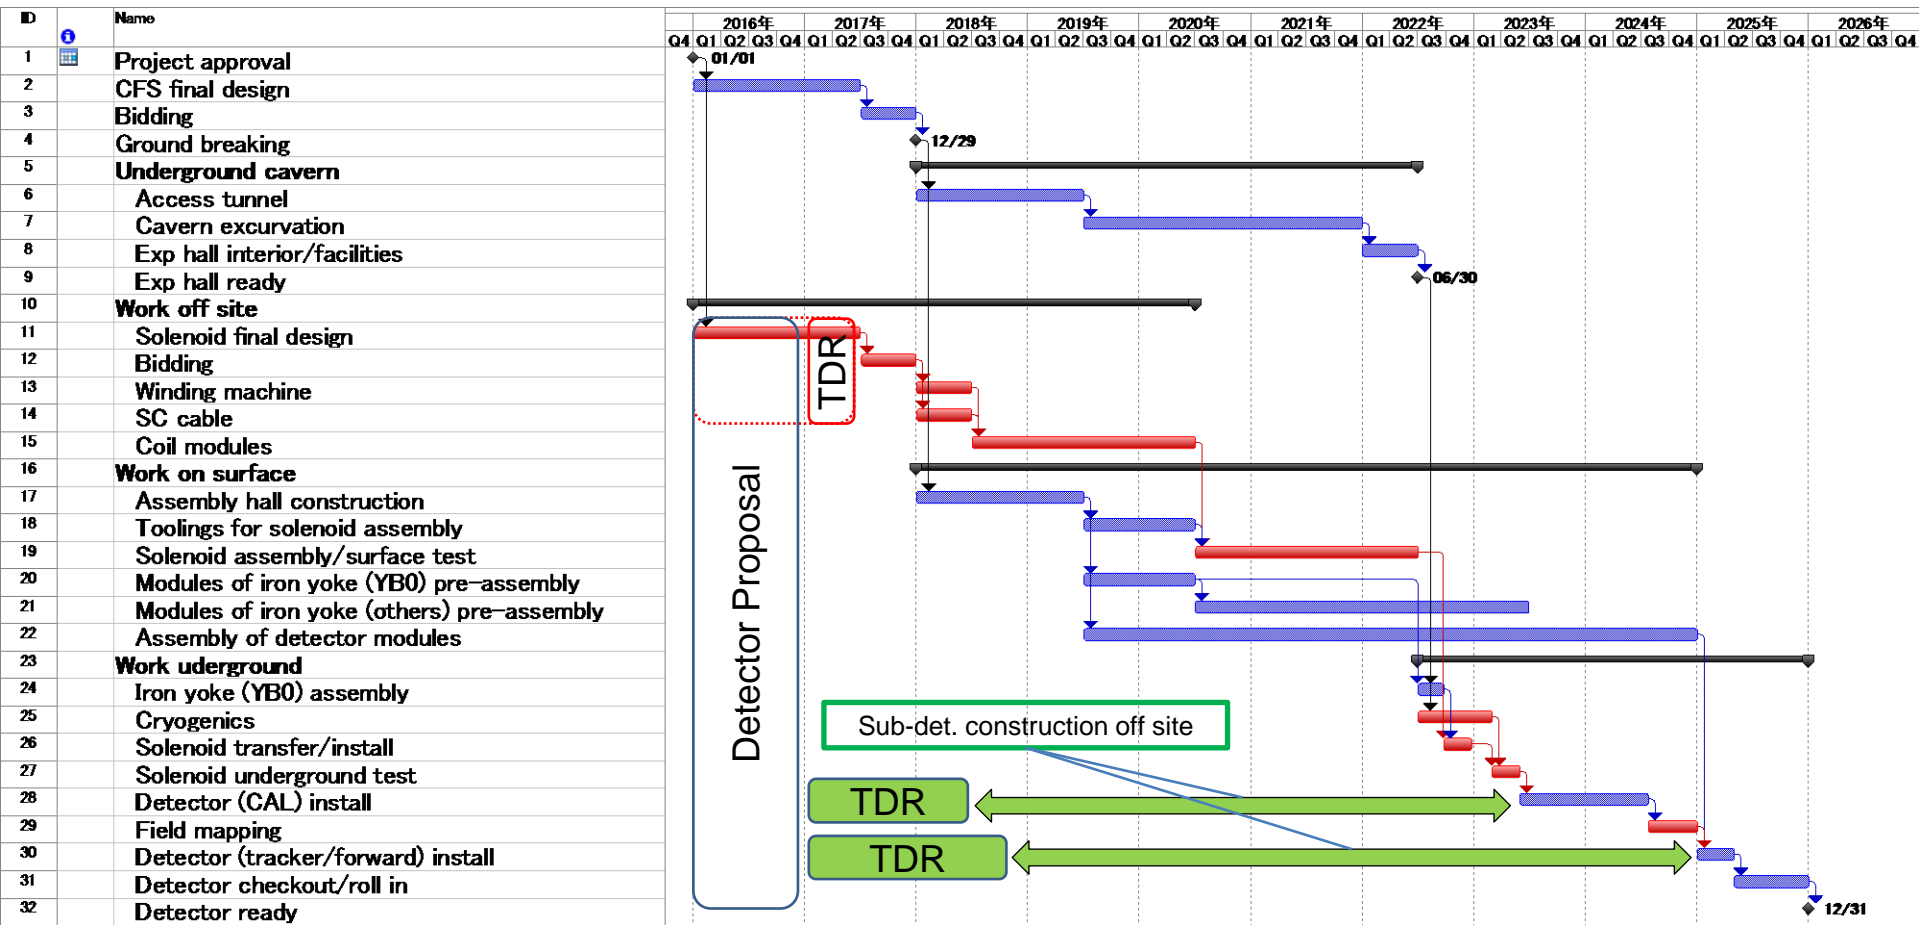 ID Name 2016年 2017年 2018年 2019年 2020年 2021年 2022年 2023年 2024年 2025年 2026年
Q4 Q1 Q2 Q3 Q4 Q1 Q2 Q3 Q4 Q1 Q2 Q3 Q4 Q1 Q2 Q3 Q4 Q1 Q2 Q3 Q4 Q1 Q2 Q3 Q4 Q1 Q2 Q3 Q4 Q1 Q2 Q3 Q4 Q1 Q2 Q3 Q4 Q1 Q2 Q3 Q4 Q1 Q2 Q3 Q4
1 Project approval 01/01
2 CFS final design
3 Bidding
4 Ground breaking 12/29
5 Underground cavern
6 Access tunnel
7 Cavern excurvation
8 Exp hall interior/facilities
9 Exp hall ready 06/30
10 Work off site
11 Solenoid final design
12 Bidding
TDR
13 Winding machine
14 SC cable
15 Coil modules
16 Work on surface
17 Assembly hall construction
18 Toolings for solenoid assembly
19 Solenoid assembly/surface test
20 Modules of iron yoke (YB0) pre-assembly
Detector Proposal
21 Modules of iron yoke (others) pre-assembly
22 Assembly of detector modules
23 Work uderground
24 Iron yoke (YB0) assembly
25 Cryogenics
Sub-det. construction off site
26 Solenoid transfer/install
27 Solenoid underground test
28 Detector (CAL) install TDR
29 Field mapping
30 Detector (tracker/forward) install TDR
31 Detector checkout/roll in
32 Detector ready 12/31